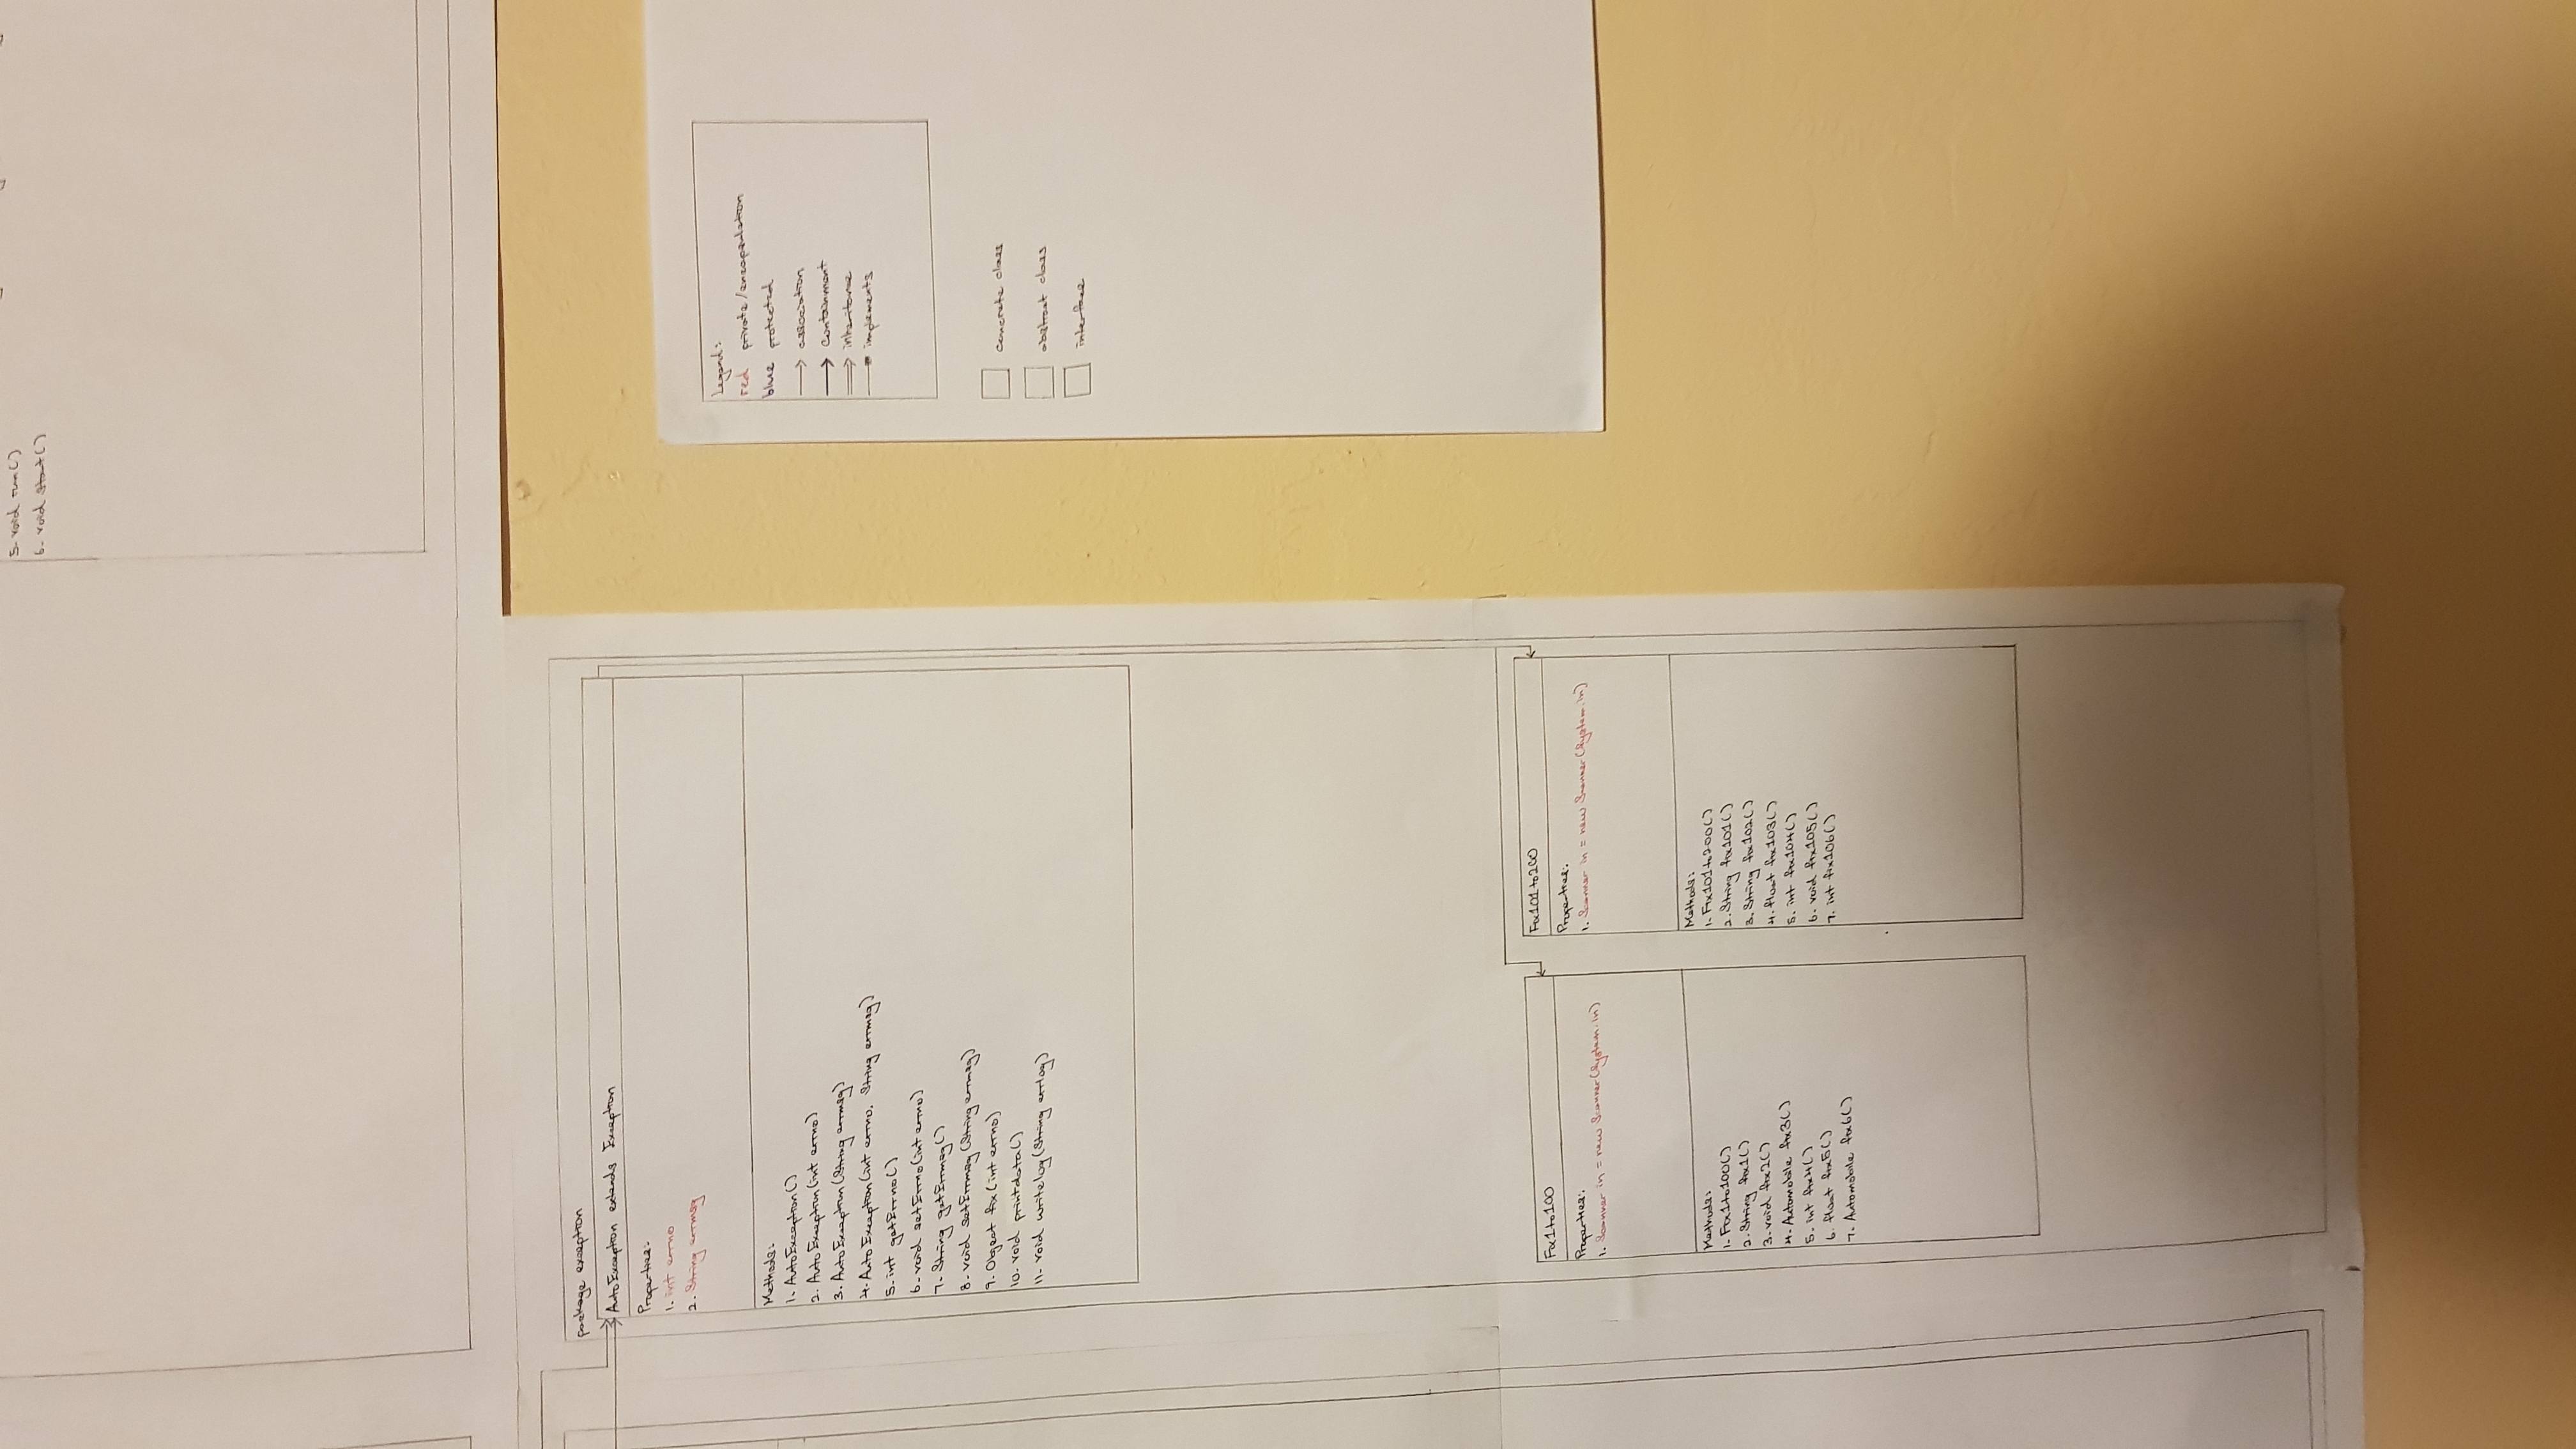 5. void run()
6. void start()
package exception
AutoException extends Exception
Properties:
1. int errno
2. String errmsg
Methods:
1. AutoException()
2. AutoException(int errno)
3. AutoException(String errmsg)
4. AutoException(int errno, String errmsg)
5. int getErrno()
6. void setErrno(int errno)
7. String getErrmsg()
8. void setErrmsg(String errmsg)
9. Object fix(int errno)
10. void printdata()
11. void writelog(String errlog)
Fix1to100
Properties:
1. Scanner in = new Scanner(System.in)
Methods:
1. Fix1to100()
2. String fix1()
3. void fix2()
4. Automobile fix3()
5. int fix4()
6. float fix5()
7. Automobile fix6()
Fix101to200
Properties:
1. Scanner in = new Scanner(System.in)
Methods:
1. Fix101to200()
2. String fix101()
3. String fix102()
4. float fix103()
5. int fix104()
6. void fix105()
7. int fix106()
Legend:
red private/encapsulation
blue protected
association
containment
inheritance
implements
concrete class
abstract class
interface